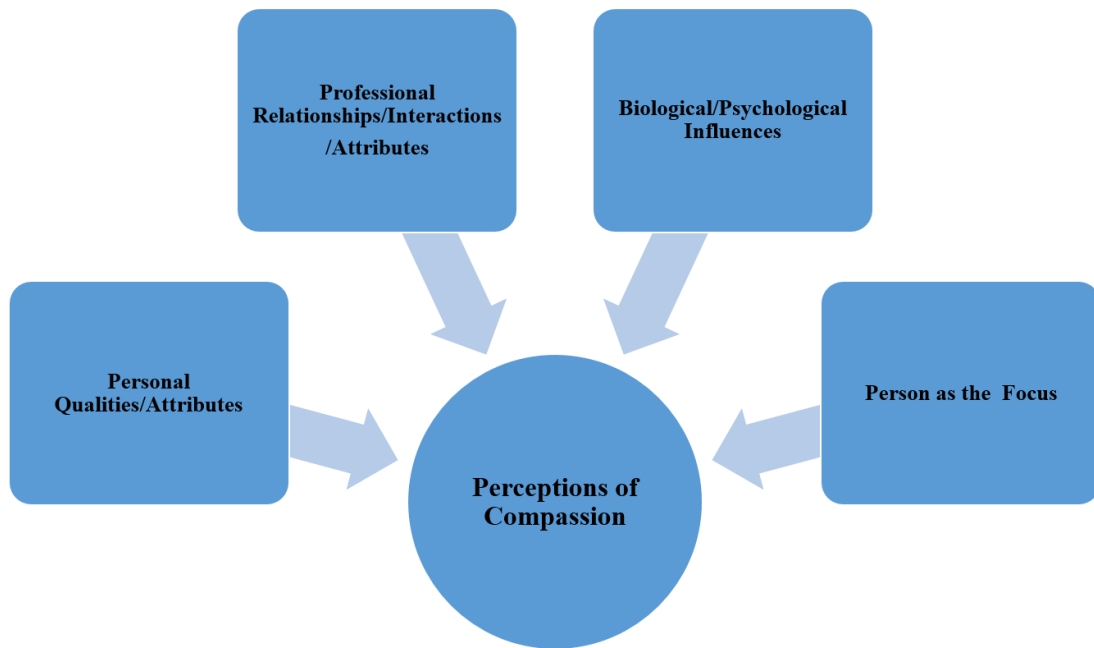 Professional
Relationships/Interactions
/Attributes
Biological/Psychological
Influences
Personal
Qualities/Attributes
Person as the  Focus
Perceptions of
Compassion